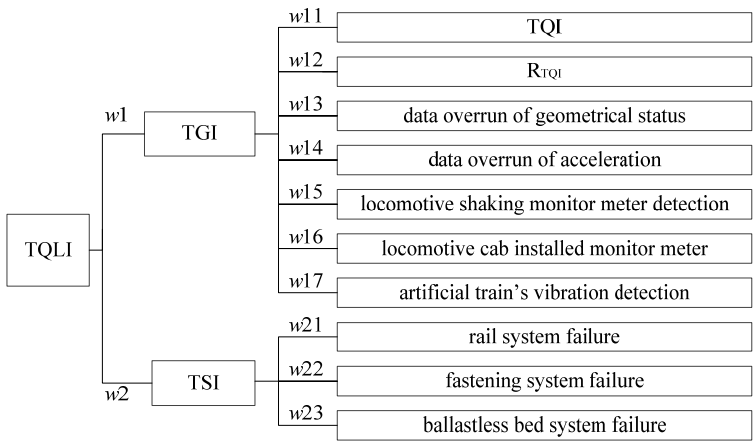 w11 TQI
w12 RTQI
w13 data overrun of geometrical status
w1
TGI
w14 data overrun of acceleration
w15 locomotive shaking monitor meter detection
TQLI
w16 locomotive cab installed monitor meter
w17 artificial train's vibration detection
w21 rail system failure
w2
TSI
w22 fastening system failure
w23 ballastless bed system failure